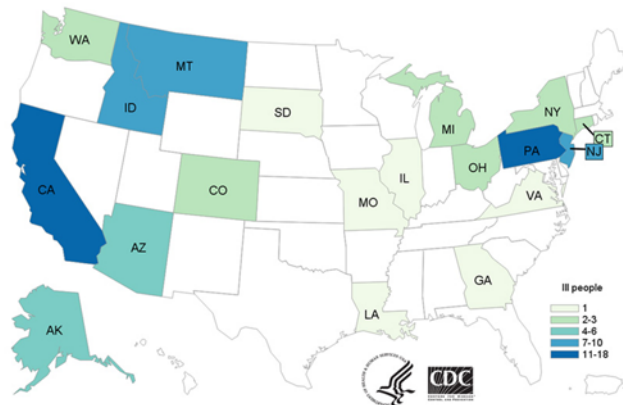 WA
MT
ID
SD
CA
CO
AZ
AK
MO
IL
MI
OH
NY
PA
CT
NJ
VA
GA
LA
Ill people
1
2-3
4-6
7-10
11-18
CDC